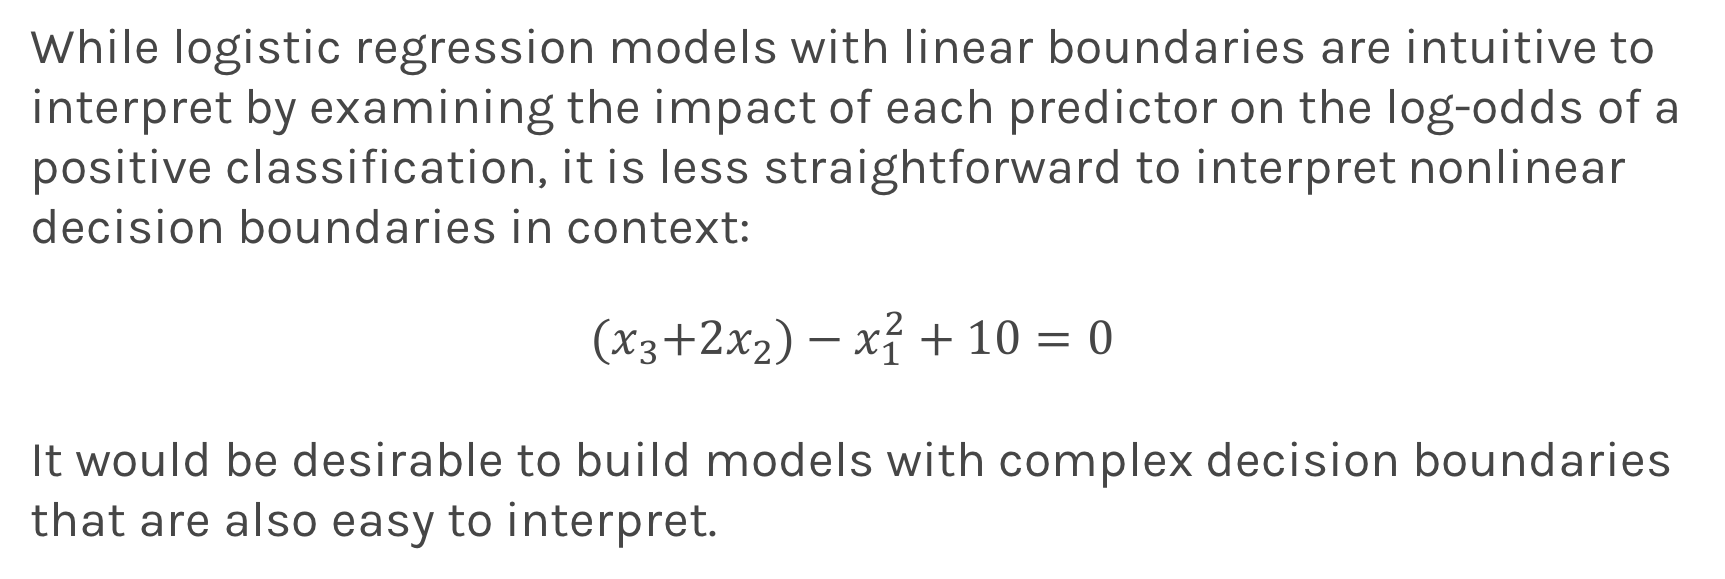 While logistic regression models with linear boundaries are intuitive to
interpret by examining the impact of each predictor on the log-odds of a
positive classification, it is less straightforward to interpret nonlinear
decision boundaries in context:
(x₃+2x₂) − x₁² + 10 = 0
It would be desirable to build models with complex decision boundaries
that are also easy to interpret.